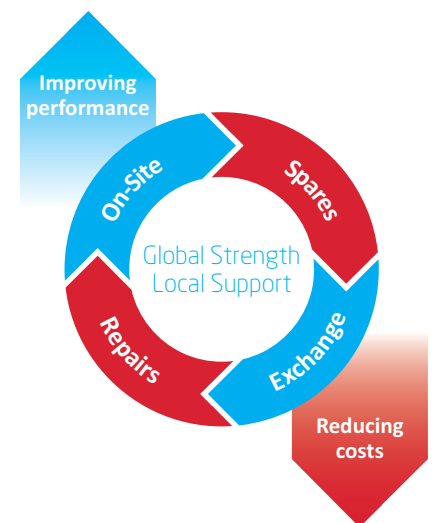 Improving
performance
On-Site
Spares
Global Strength
Local Support
Repairs
Exchange
Reducing
costs